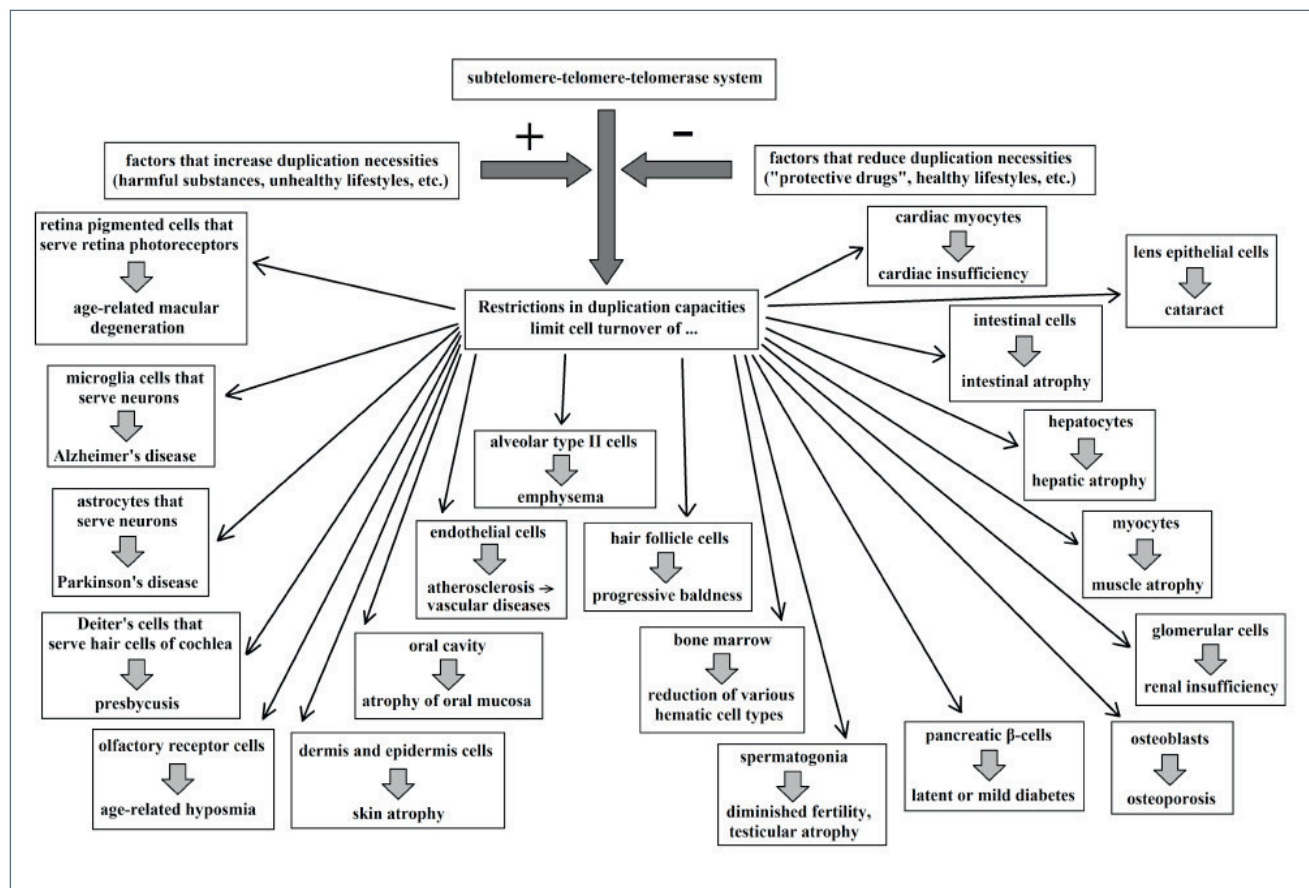 subtelomere-telomere-telomerase system
+
−
factors that increase duplication necessities
(harmful substances, unhealthy lifestyles, etc.)
factors that reduce duplication necessities
("protective drugs", healthy lifestyles, etc.)
retina pigmented cells that
serve retina photoreceptors
age-related macular
degeneration
cardiac myocytes
cardiac insufficiency
lens epithelial cells
cataract
Restrictions in duplication capacities
limit cell turnover of ...
intestinal cells
intestinal atrophy
microglia cells that
serve neurons
Alzheimer's disease
alveolar type II cells
emphysema
hepatocytes
hepatic atrophy
astrocytes that
serve neurons
Parkinson's disease
endothelial cells
atherosclerosis →
vascular diseases
hair follicle cells
progressive baldness
myocytes
muscle atrophy
Deiter's cells that
serve hair cells of cochlea
presbycusis
oral cavity
atrophy of oral mucosa
bone marrow
reduction of various
hematic cell types
glomerular cells
renal insufficiency
olfactory receptor cells
age-related hyposmia
dermis and epidermis cells
skin atrophy
spermatogonia
diminished fertility,
testicular atrophy
pancreatic β-cells
latent or mild diabetes
osteoblasts
osteoporosis